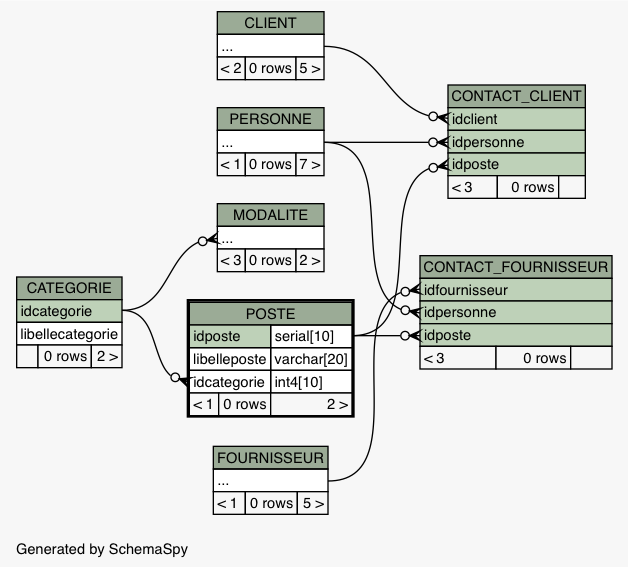 CLIENT
...
< 2 0 rows 5 >
CONTACT_CLIENT
idclient
idpersonne
idposte
< 3 0 rows
PERSONNE
...
< 1 0 rows 7 >
MODALITE
...
< 3 0 rows 2 >
CATEGORIE
idcategorie
libellecategorie
0 rows 2 >
POSTE
idposte serial[10]
libelleposte varchar[20]
idcategorie int4[10]
< 1 0 rows 2 >
CONTACT_FOURNISSEUR
idfournisseur
idpersonne
idposte
< 3 0 rows
FOURNISSEUR
...
< 1 0 rows 5 >
Generated by SchemaSpy